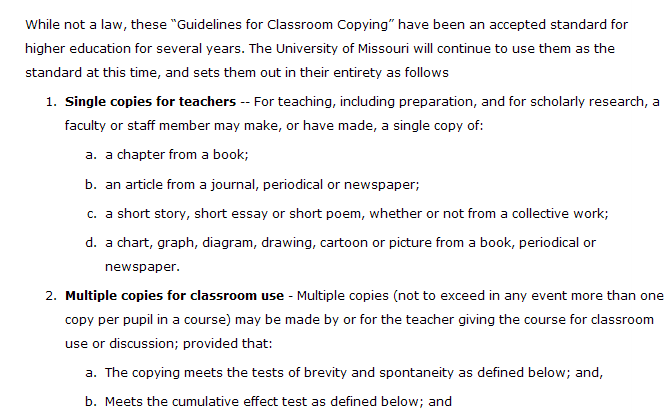 While not a law, these "Guidelines for Classroom Copying" have been an accepted standard for
higher education for several years. The University of Missouri will continue to use them as the
standard at this time, and sets them out in their entirety as follows
1. Single copies for teachers -- For teaching, including preparation, and for scholarly research, a
faculty or staff member may make, or have made, a single copy of:
a. a chapter from a book;
b. an article from a journal, periodical or newspaper;
c. a short story, short essay or short poem, whether or not from a collective work;
d. a chart, graph, diagram, drawing, cartoon or picture from a book, periodical or
newspaper.
2. Multiple copies for classroom use - Multiple copies (not to exceed in any event more than one
copy per pupil in a course) may be made by or for the teacher giving the course for classroom
use or discussion; provided that:
a. The copying meets the tests of brevity and spontaneity as defined below; and,
b. Meets the cumulative effect test as defined below; and